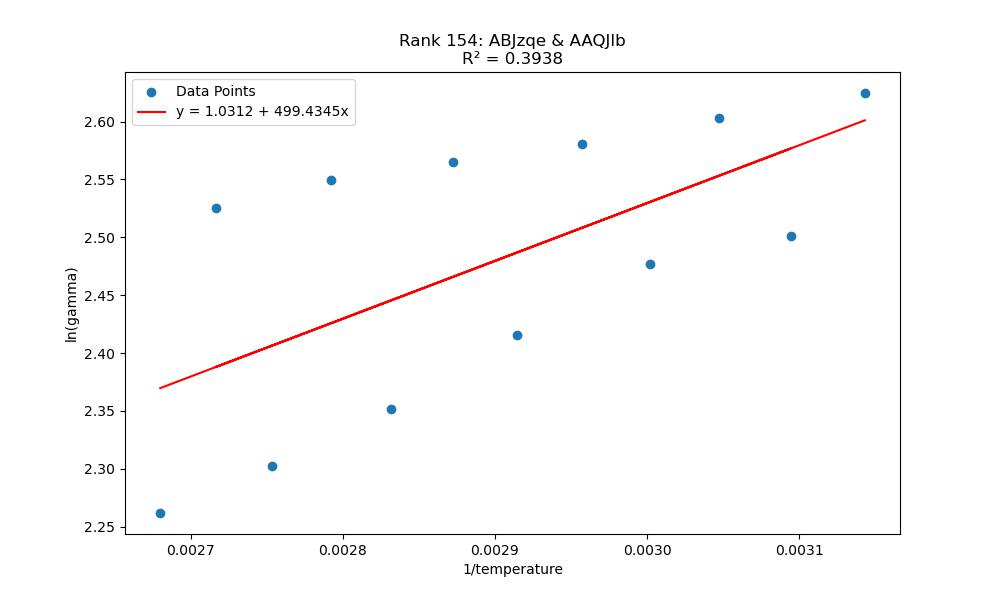 Rank 154: ABJzqe & AAQJlb
R² = 0.3938
Data Points
y = 1.0312 + 499.4345x
2.60
2.55
2.50
2.45
2.40
2.35
2.30
2.25
ln(gamma)
0.0027
0.0028
0.0029
0.0030
0.0031
1/temperature